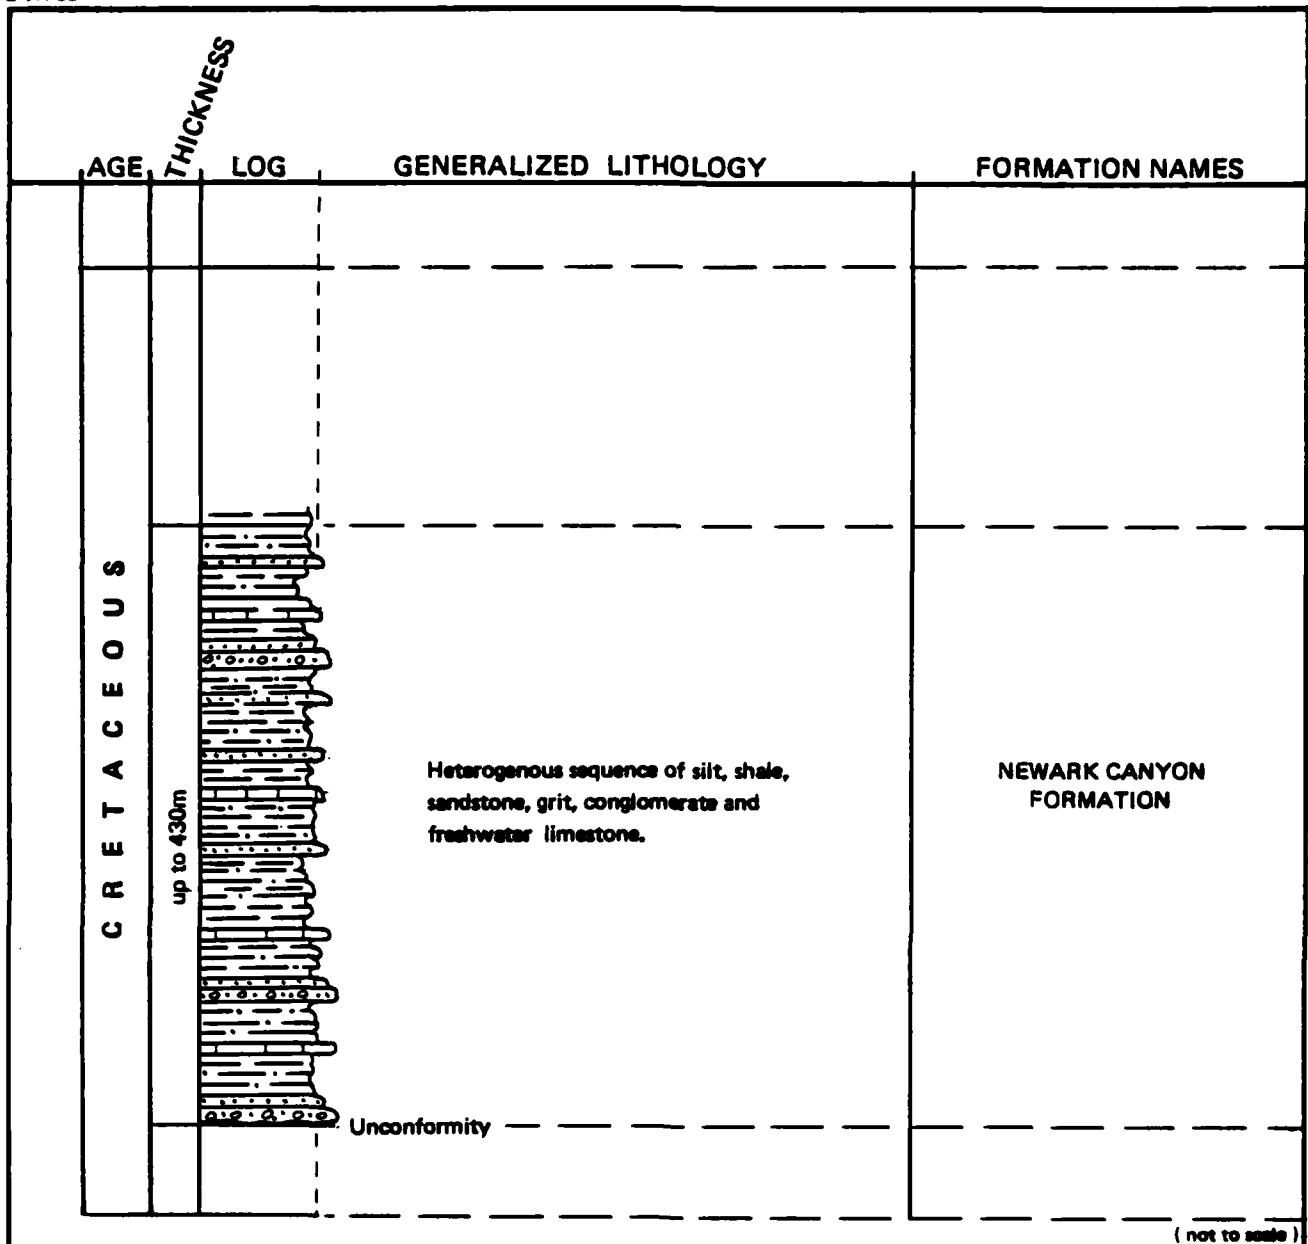 THICKNESS
AGE LOG GENERALIZED LITHOLOGY FORMATION NAMES
CRETACEOUS
up to 430m
Heterogenous sequence of silt, shale,
sandstone, grit, conglomerate and
freshwater limestone.
NEWARK CANYON
FORMATION
Unconformity
( not to scale )